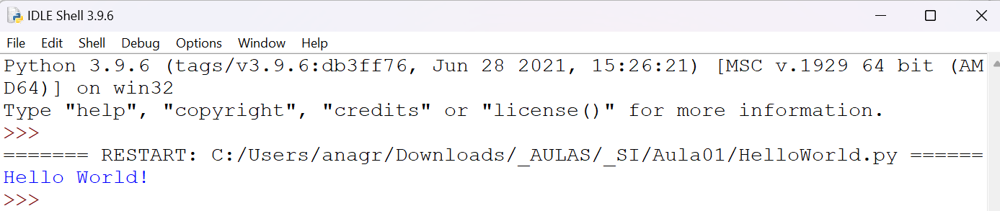 IDLE Shell 3.9.6
File Edit Shell Debug Options Window Help
Python 3.9.6 (tags/v3.9.6:db3ff76, Jun 28 2021, 15:26:21) [MSC v.1929 64 bit (AM
D64)] on win32
Type "help", "copyright", "credits" or "license()" for more information.
>>>
======= RESTART: C:/Users/anagr/Downloads/_AULAS/_SI/Aula01/HelloWorld.py ======
Hello World!
>>>